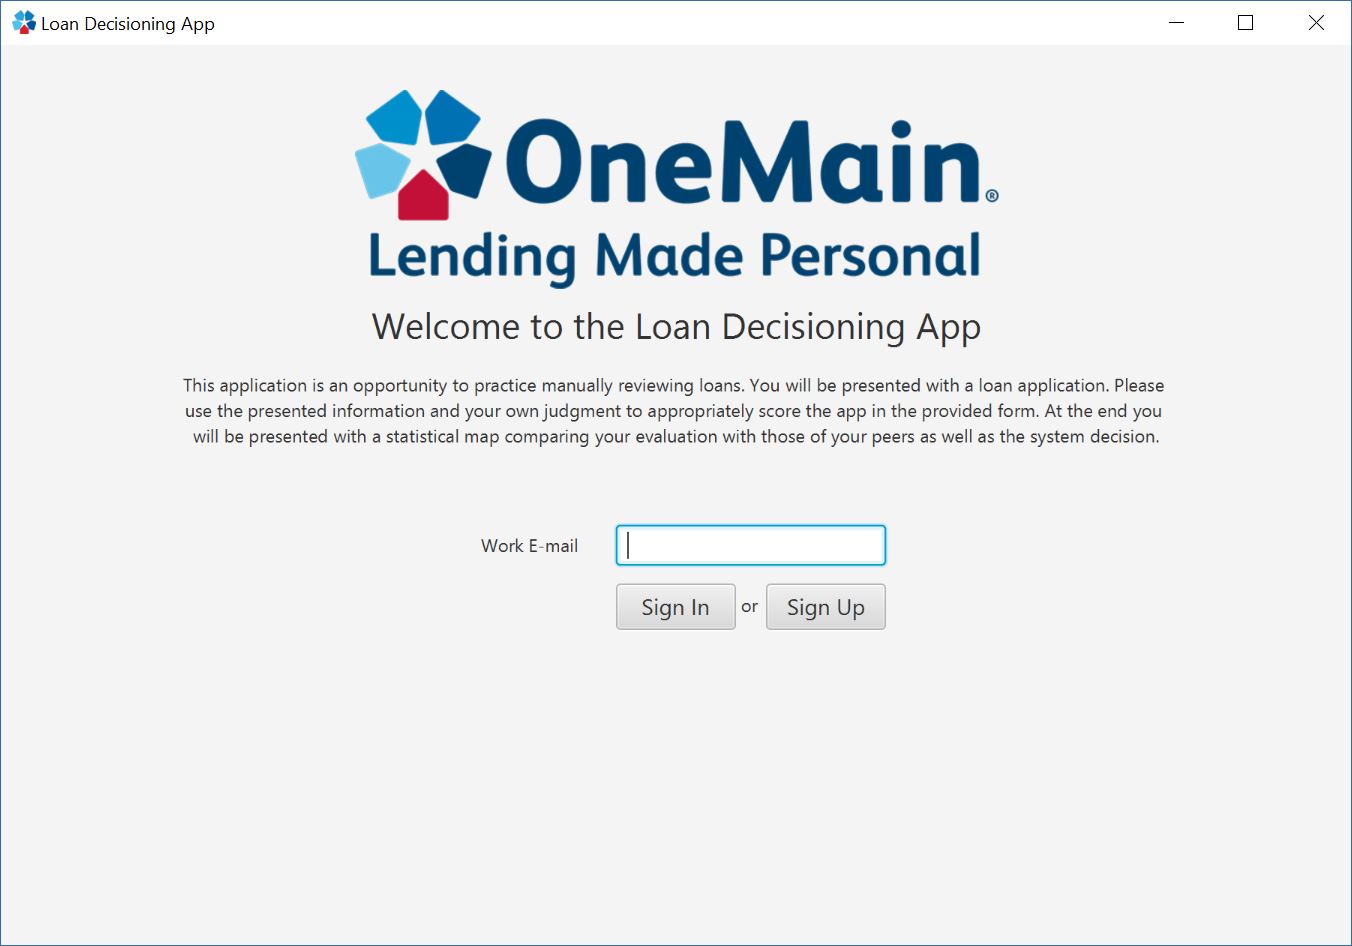 Loan Decisioning App
OneMain®
Lending Made Personal
Welcome to the Loan Decisioning App
This application is an opportunity to practice manually reviewing loans. You will be presented with a loan application. Please
use the presented information and your own judgment to appropriately score the app in the provided form. At the end you
will be presented with a statistical map comparing your evaluation with those of your peers as well as the system decision.
Work E-mail
Sign In or Sign Up